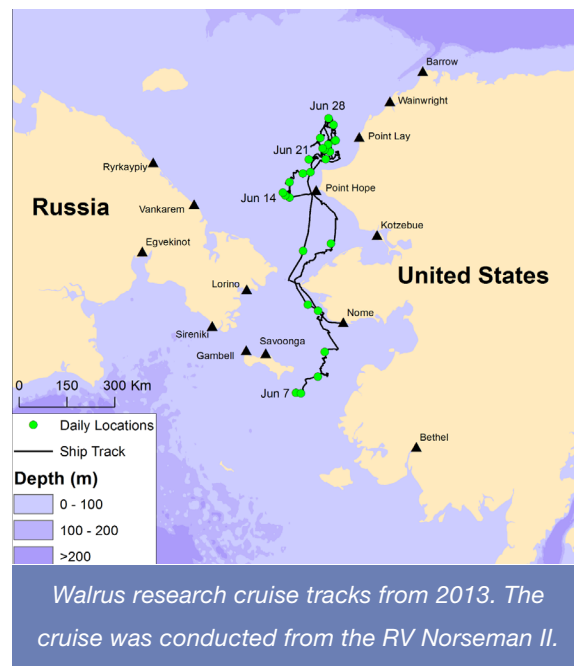 Barrow
Wainwright
Jun 28
Point Lay
Jun 21
Ryrkaypiy
Jun 14
Point Hope
Russia
Vankarem
Kotzebue
Egvekinot
United States
Lorino
Nome
Sireniki
Savoonga
Gambell
0 150 300 Km
Jun 7
Daily Locations
Ship Track
Bethel
Depth (m)
0 - 100
100 - 200
>200
Walrus research cruise tracks from 2013. The
cruise was conducted from the RV Norseman II.